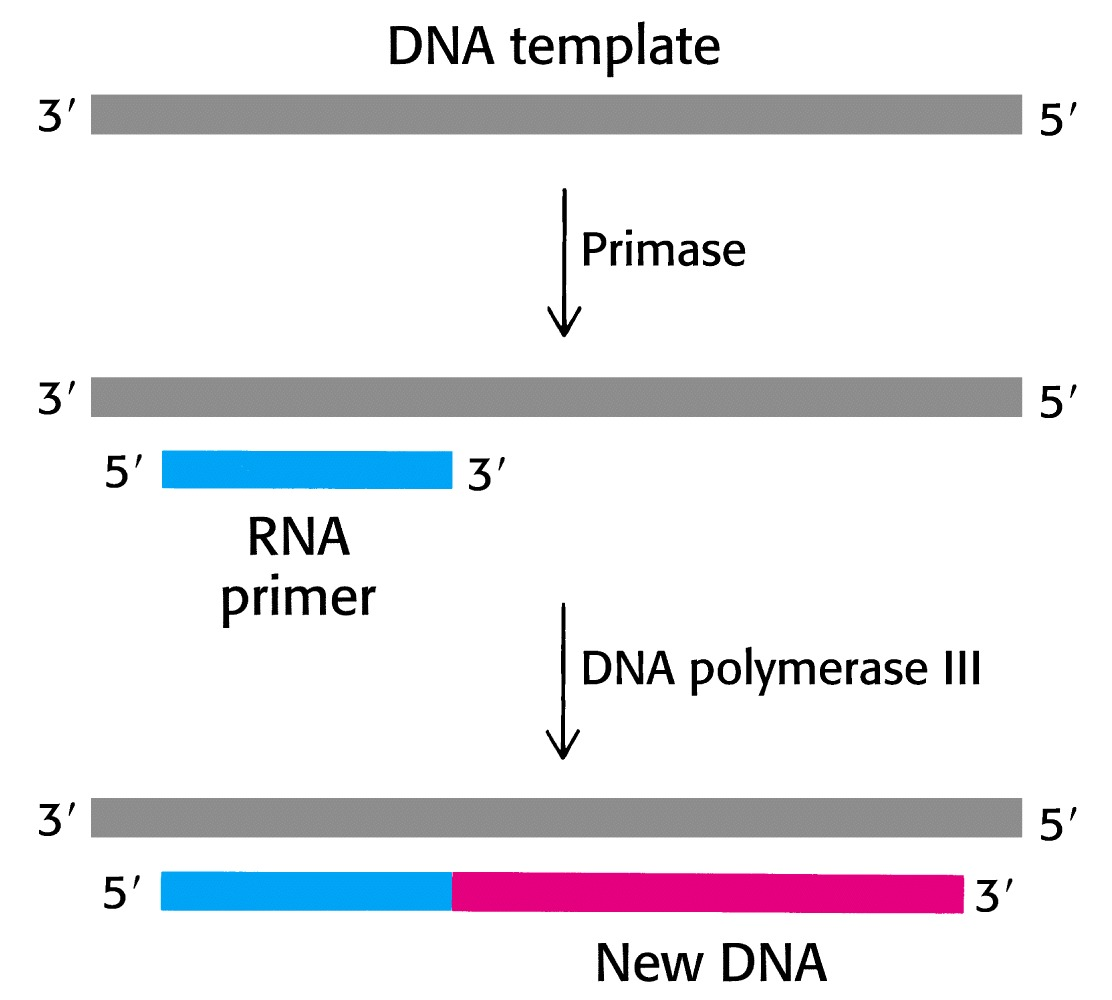 DNA template
3′ 5′
Primase
3′ 5′
5′ 3′
RNA
primer
DNA polymerase III
3′ 5′
5′ 3′
New DNA